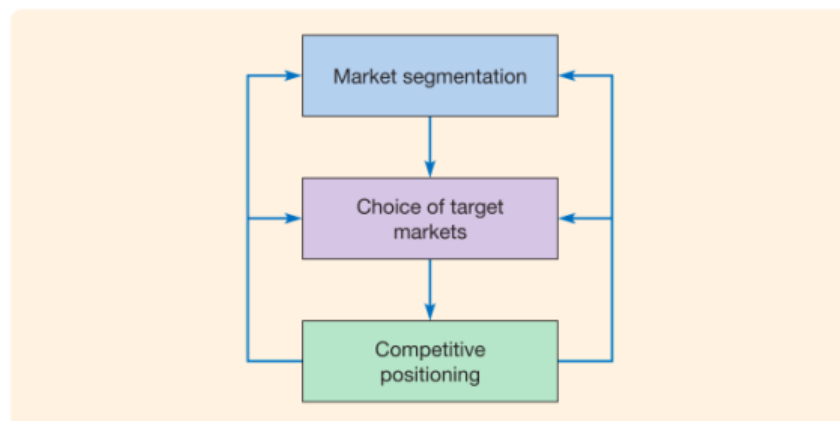 Market segmentation
Choice of target
markets
Competitive
positioning